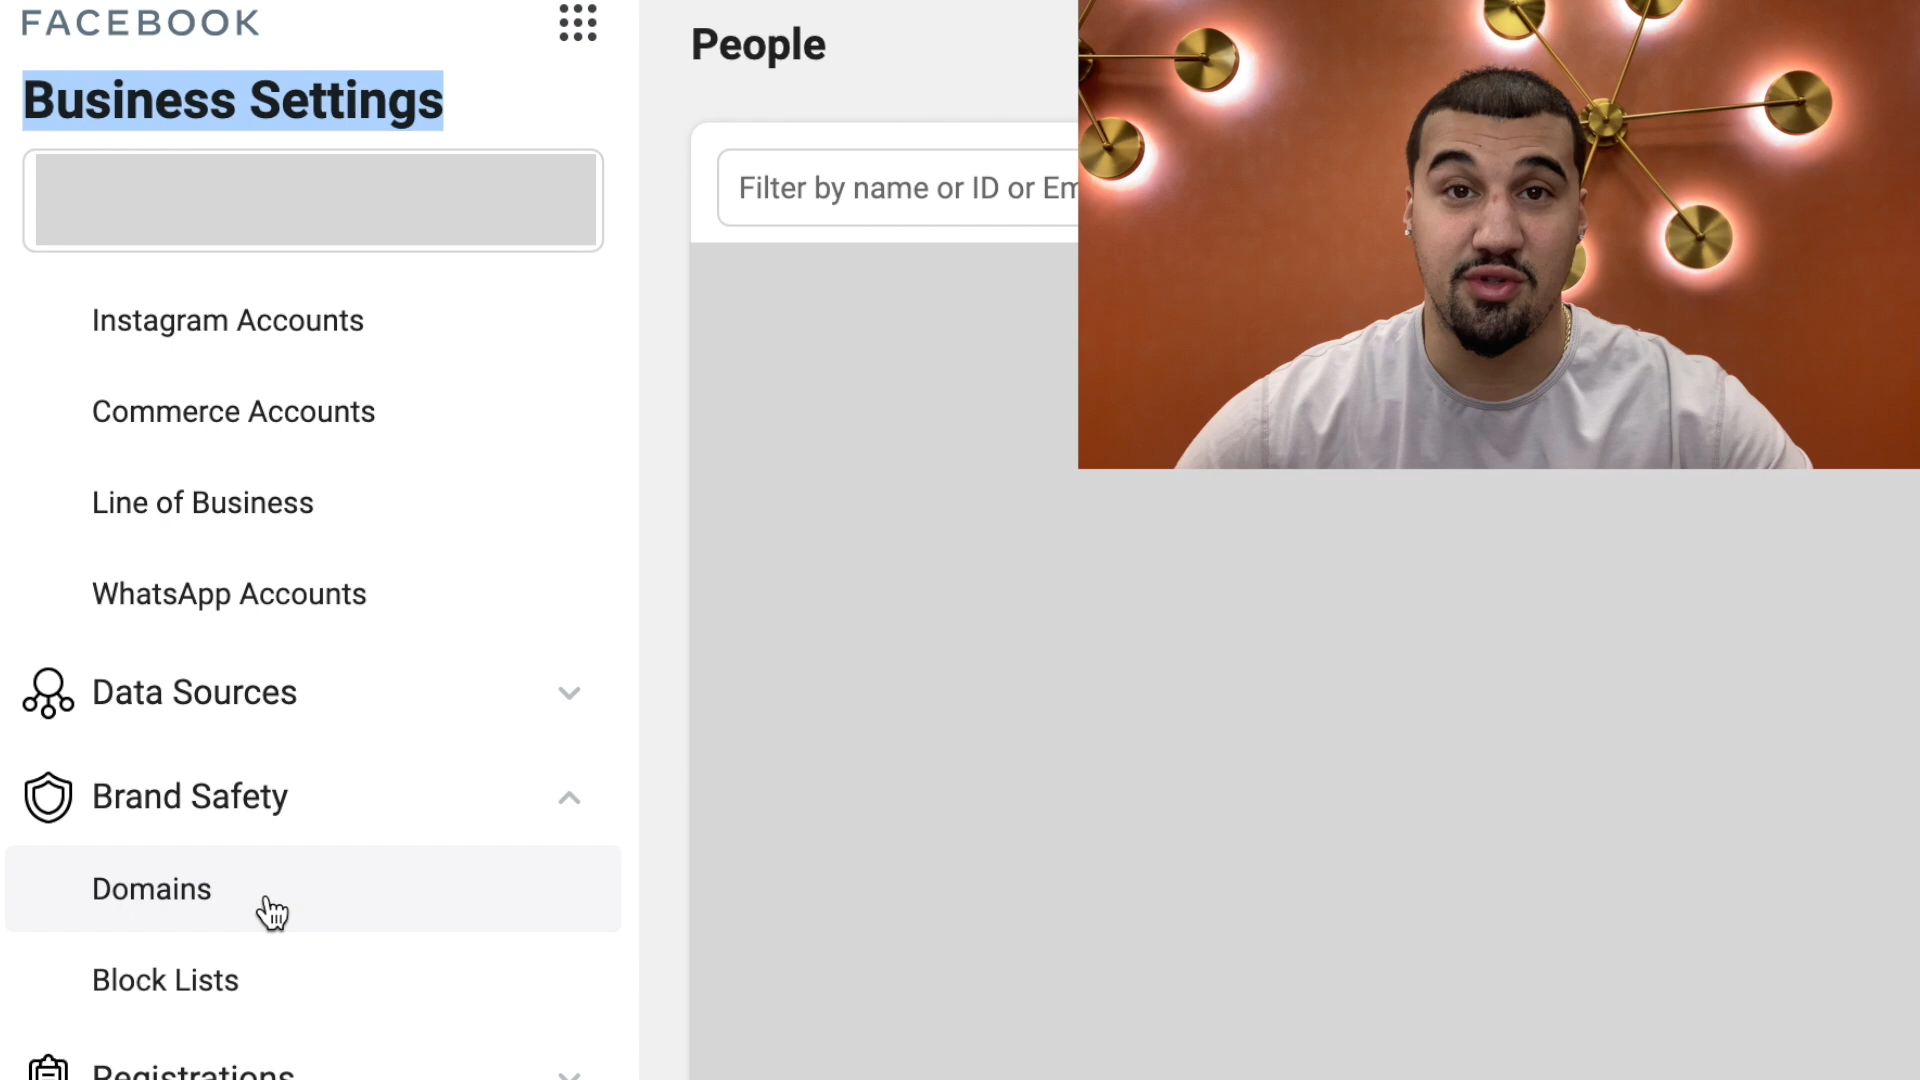 FACEBOOK
Business Settings
Instagram Accounts
Commerce Accounts
Line of Business
WhatsApp Accounts
Data Sources
Brand Safety
Domains
Block Lists
Registrations
People
Filter by name or ID or Em